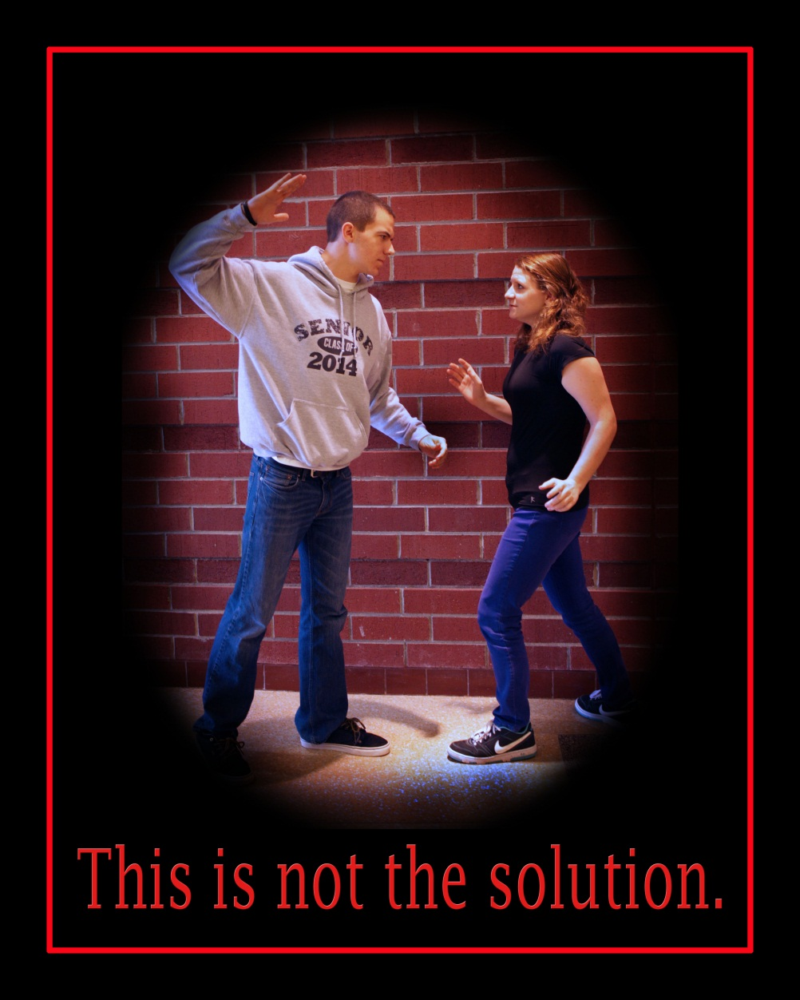 SENIOR
CLASS OF
2014
This is not the solution.